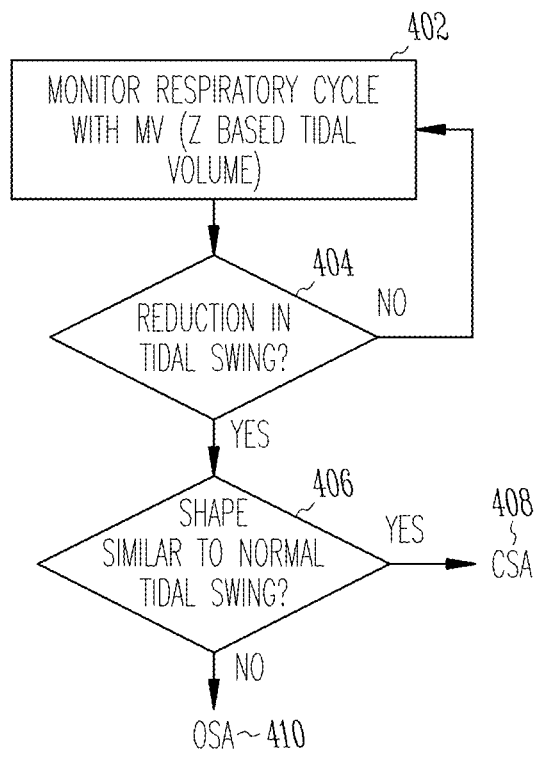 402
MONITOR RESPIRATORY CYCLE
WITH MV (Z BASED TIDAL
VOLUME)
404
NO
REDUCTION IN
TIDAL SWING?
YES
406
SHAPE
SIMILAR TO NORMAL
TIDAL SWING?
YES
408
CSA
NO
OSA 410